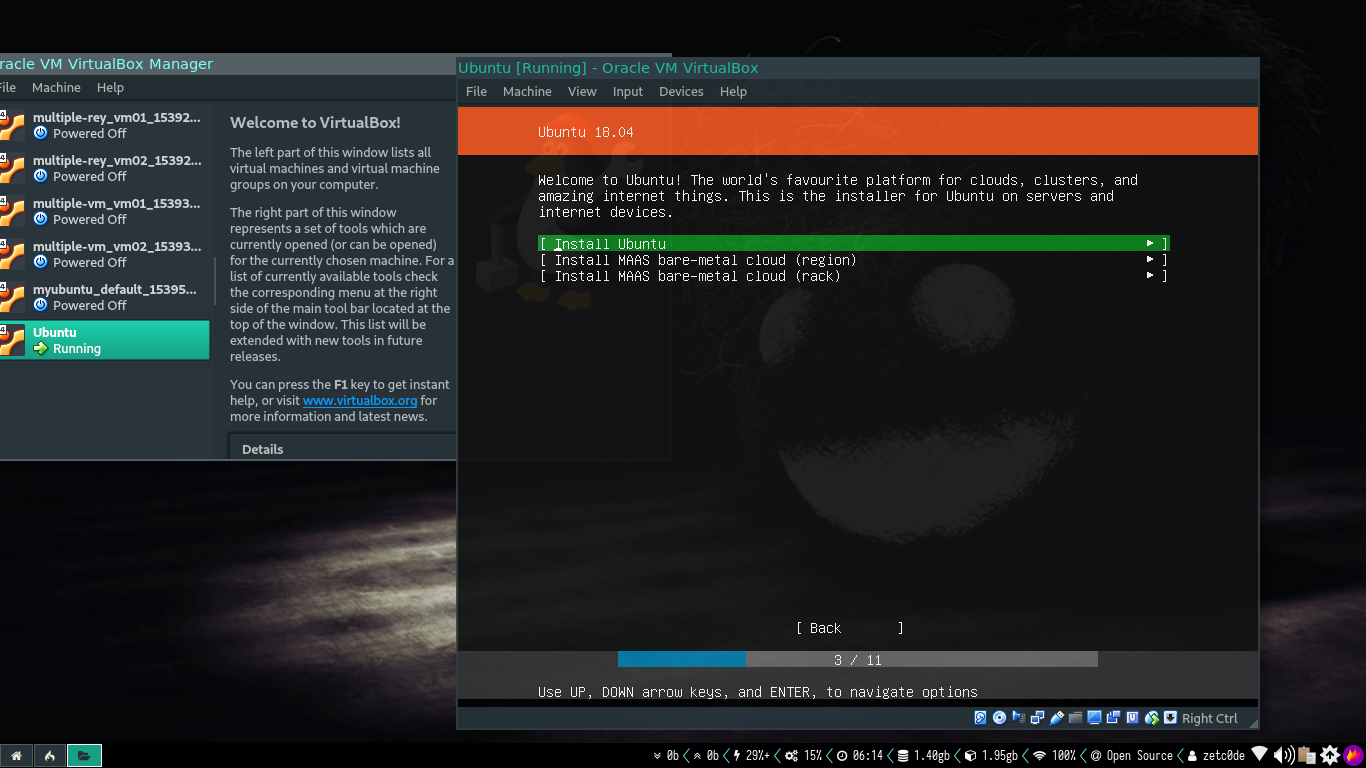 racle VM VirtualBox Manager
File Machine Help
multiple-rey_vm01_15392...
Powered Off
multiple-rey_vm02_15392...
Powered Off
multiple-vm_vm01_15393...
Powered Off
multiple-vm_vm02_15393...
Powered Off
myubuntu_default_15395...
Powered Off
Ubuntu
Running
Welcome to VirtualBox!
The left part of this window lists all
virtual machines and virtual machine
groups on your computer.
The right part of this window
represents a set of tools which are
currently opened (or can be opened)
for the currently chosen machine. For a
list of currently available tools check
the corresponding menu at the right
side of the main tool bar located at the
top of the window. This list will be
extended with new tools in future
releases.
You can press the F1 key to get instant
help, or visit www.virtualbox.org for
more information and latest news.
Details
Ubuntu [Running] - Oracle VM VirtualBox
File Machine View Input Devices Help
Ubuntu 18.04
Welcome to Ubuntu! The world's favourite platform for clouds, clusters, and
amazing internet things. This is the installer for Ubuntu on servers and
internet devices.
[ Install Ubuntu ▸ ]
[ Install MAAS bare-metal cloud (region) ▸ ]
[ Install MAAS bare-metal cloud (rack) ▸ ]
[ Back ]
3 / 11
Use UP, DOWN arrow keys, and ENTER, to navigate options
Right Ctrl
0b 0b 29%+ 15% 06:14 1.40gb 1.95gb 100% @ Open Source zetc0de